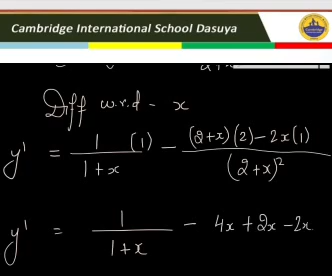 Cambridge International School Dasuya
Diff w.r.d - x
y' = 1/(1+x) (1) - ((2+x)(2) - 2x(1))/(2+x)²
y' = 1/(1+x) - 4x + 2x - 2x